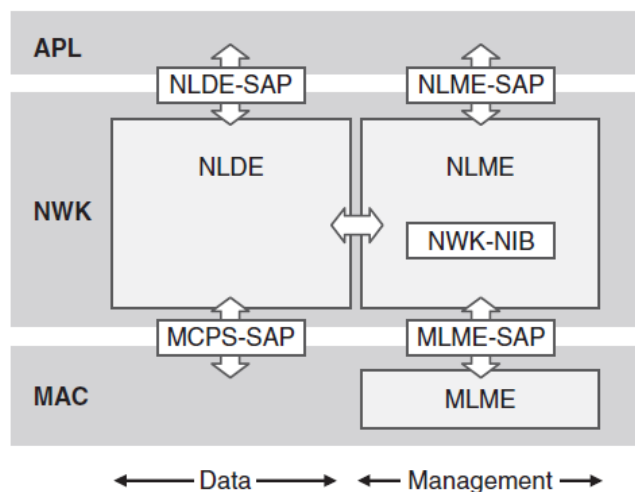 APL
NLDE-SAP NLME-SAP
NLDE NLME
NWK
NWK-NIB
MCPS-SAP MLME-SAP
MAC
MLME
Data Management